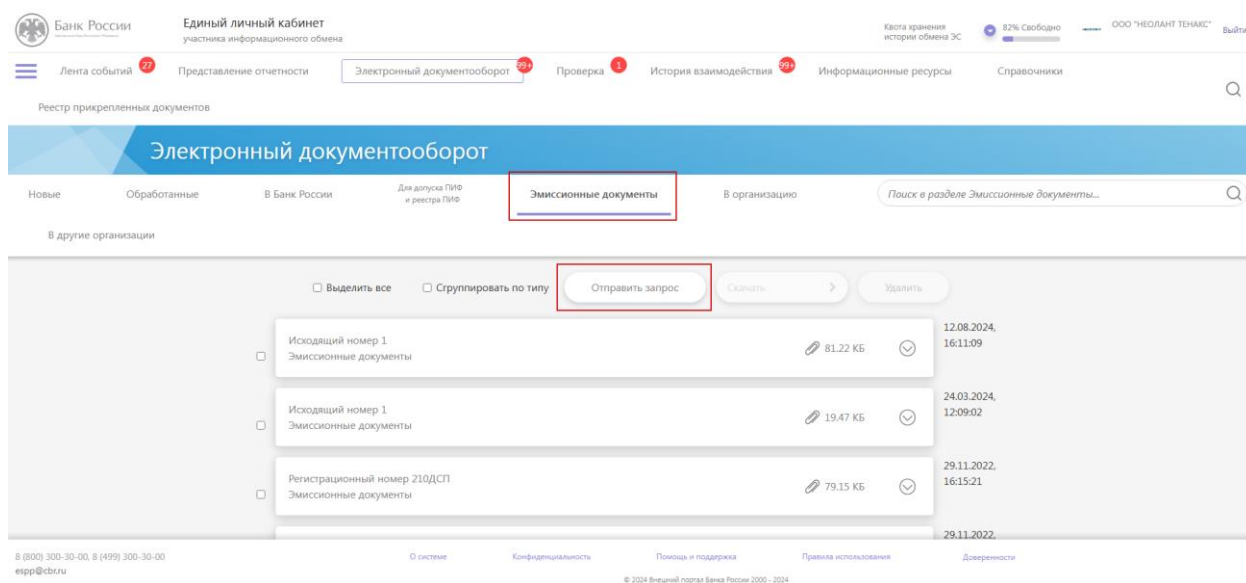 Банк России
Единый личный кабинет
участника информационного обмена
Квота хранения
истории обмена ЭС
82% Свободно
ООО "НЕОЛАНТ ТЕНАКС"
Выйти
Лента событий 27
Представление отчетности
Электронный документооборот 99+
Проверка 1
История взаимодействия 99+
Информационные ресурсы
Справочники
Реестр прикрепленных документов
Электронный документооборот
Новые
Обработанные
В Банк России
Для допуска ПИФ
и реестра ПИФ
Эмиссионные документы
В организацию
Поиск в разделе Эмиссионные документы...
В другие организации
Выделить все
Сгруппировать по типу
Отправить запрос
Скачать
Удалить
Исходящий номер 1
Эмиссионные документы
81.22 КБ
12.08.2024,
16:11:09
Исходящий номер 1
Эмиссионные документы
19.47 КБ
24.03.2024,
12:09:02
Регистрационный номер 210ДСП
Эмиссионные документы
79.15 КБ
29.11.2022,
16:15:21
29.11.2022,
8 (800) 300-30-00, 8 (499) 300-30-00
espp@cbr.ru
О системе
Конфиденциальность
Помощь и поддержка
Правила использования
Доверенности
© 2024 Внешний портал Банка России 2000 - 2024